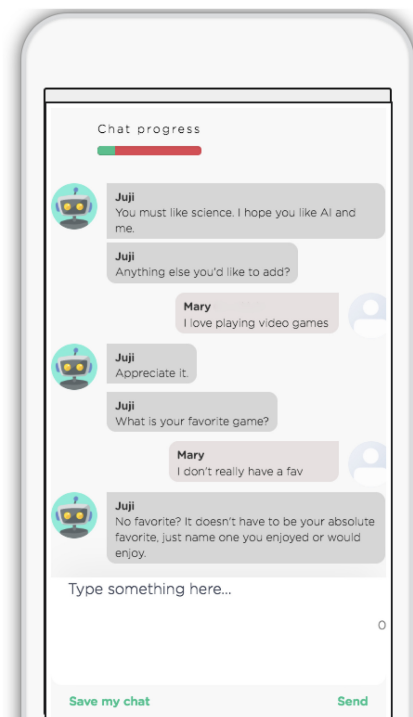 Chat progress
Juji
You must like science. I hope you like AI and
me.
Juji
Anything else you'd like to add?
Mary
I love playing video games
Juji
Appreciate it.
Juji
What is your favorite game?
Mary
I don't really have a fav
Juji
No favorite? It doesn't have to be your absolute
favorite, just name one you enjoyed or would
enjoy.
Type something here...
0
Save my chat Send